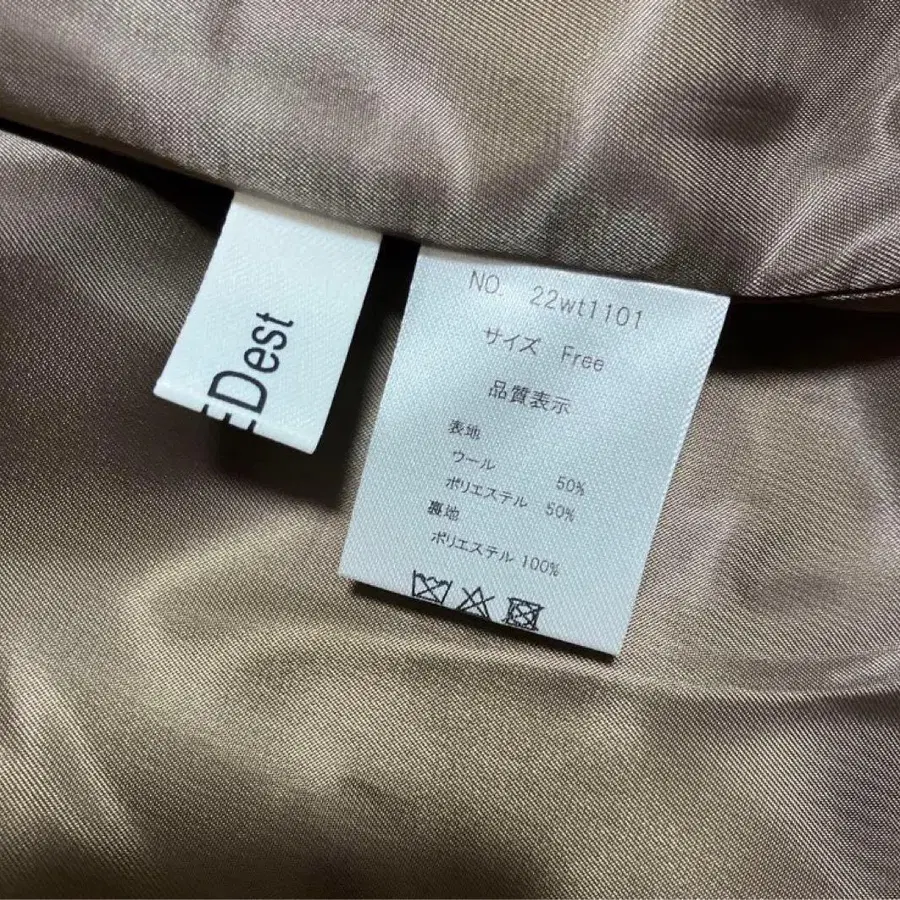 EDest
NO. 22wt1101
サイズ Free
品質表示
表地
ウール 50%
ポリエステル 50%
裏地
ポリエステル 100%